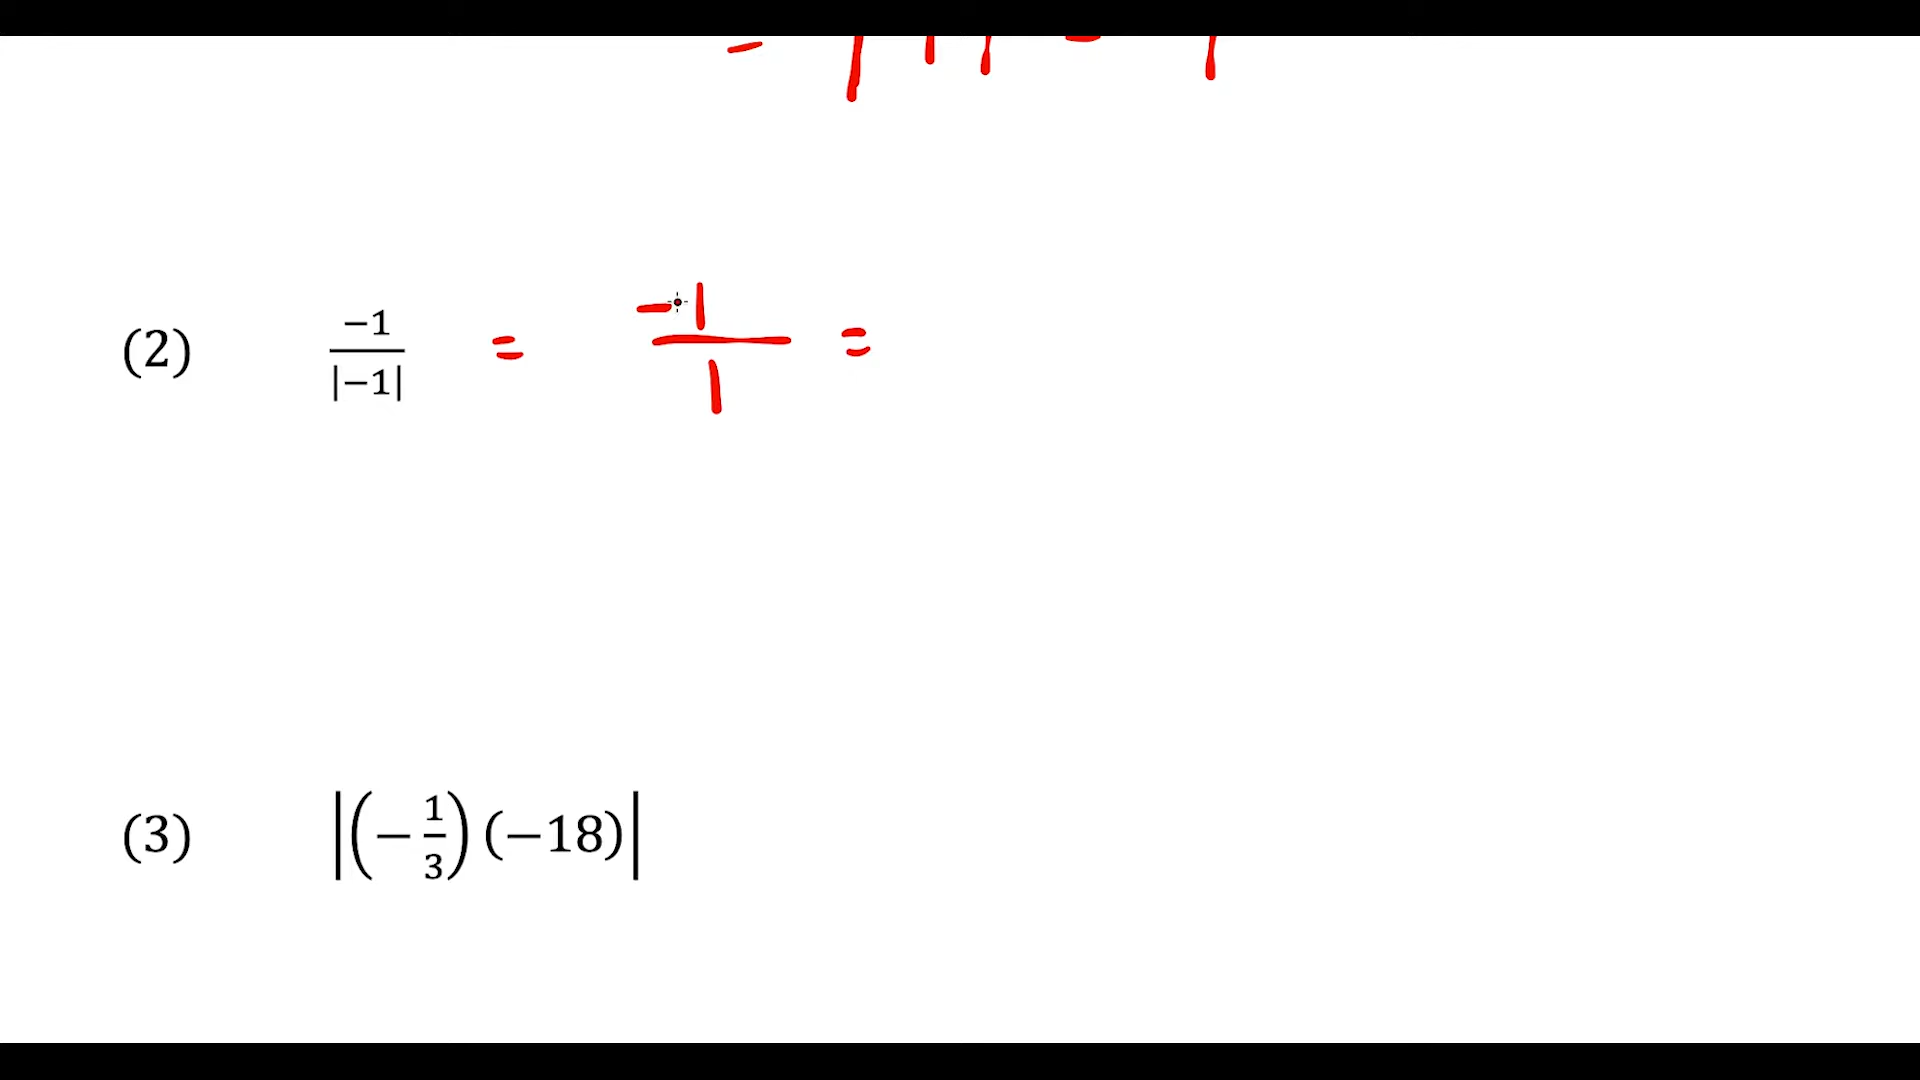 (2) −1/|−1| = −1/1 =
(3) |(−1/3)(−18)|